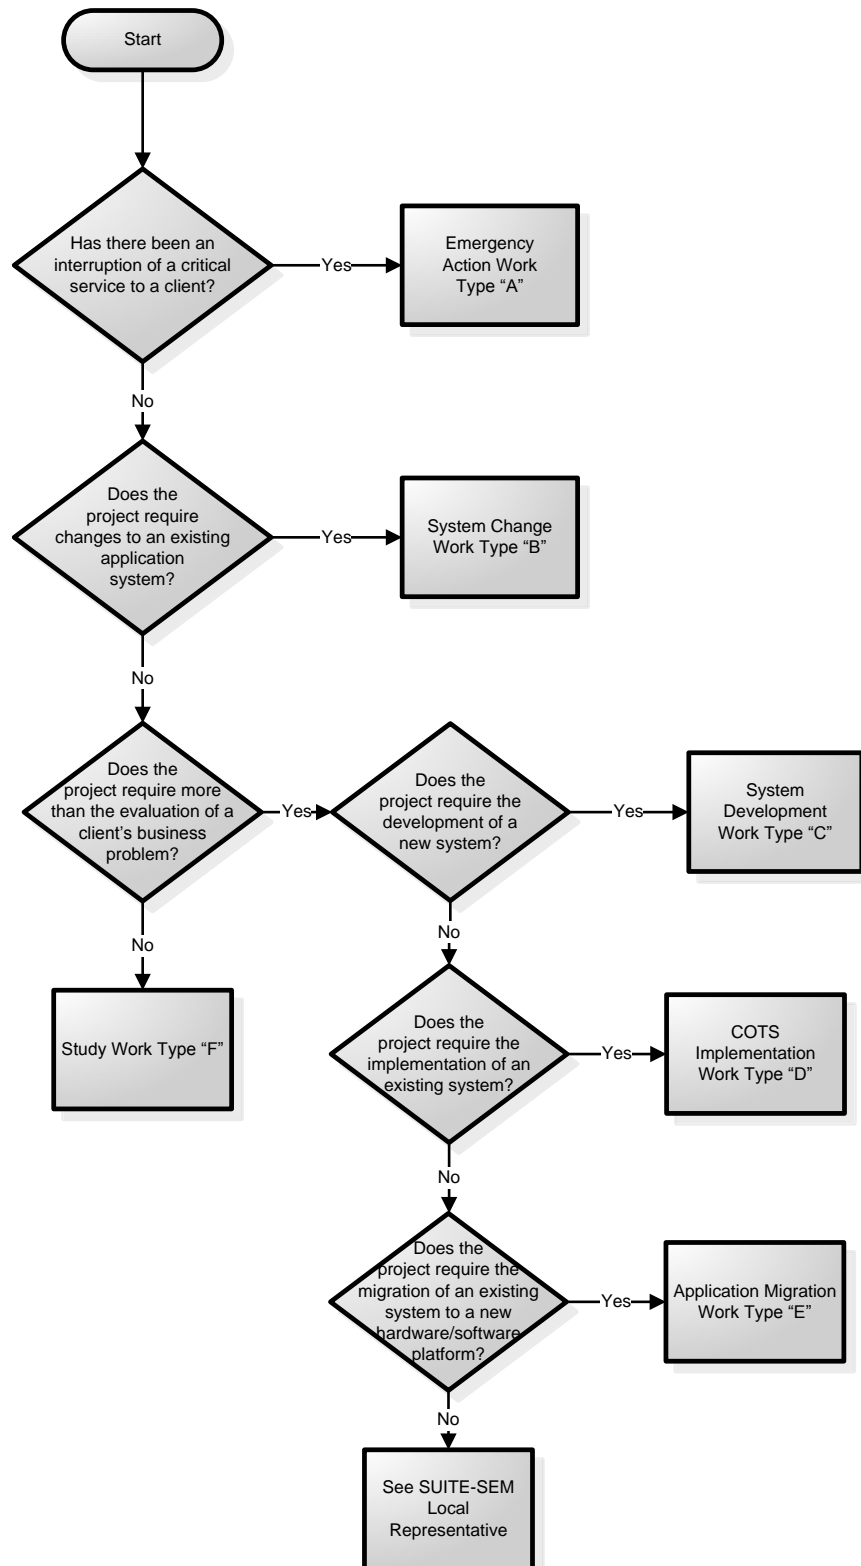 Start
Has there been an
interruption of a critical
service to a client?
Yes
Emergency
Action Work
Type “A”
No
Does the
project require
changes to an existing
application
system?
Yes
System Change
Work Type “B”
No
Does the
project require more
than the evaluation of a
client’s business
problem?
Yes
Does the
project require the
development of a
new system?
Yes
System
Development
Work Type “C”
No
No
Study Work Type “F”
Does the
project require the
implementation of an
existing system?
Yes
COTS
Implementation
Work Type “D”
No
Does the
project require the
migration of an existing
system to a new
hardware/software
platform?
Yes
Application Migration
Work Type “E”
No
See SUITE-SEM
Local
Representative